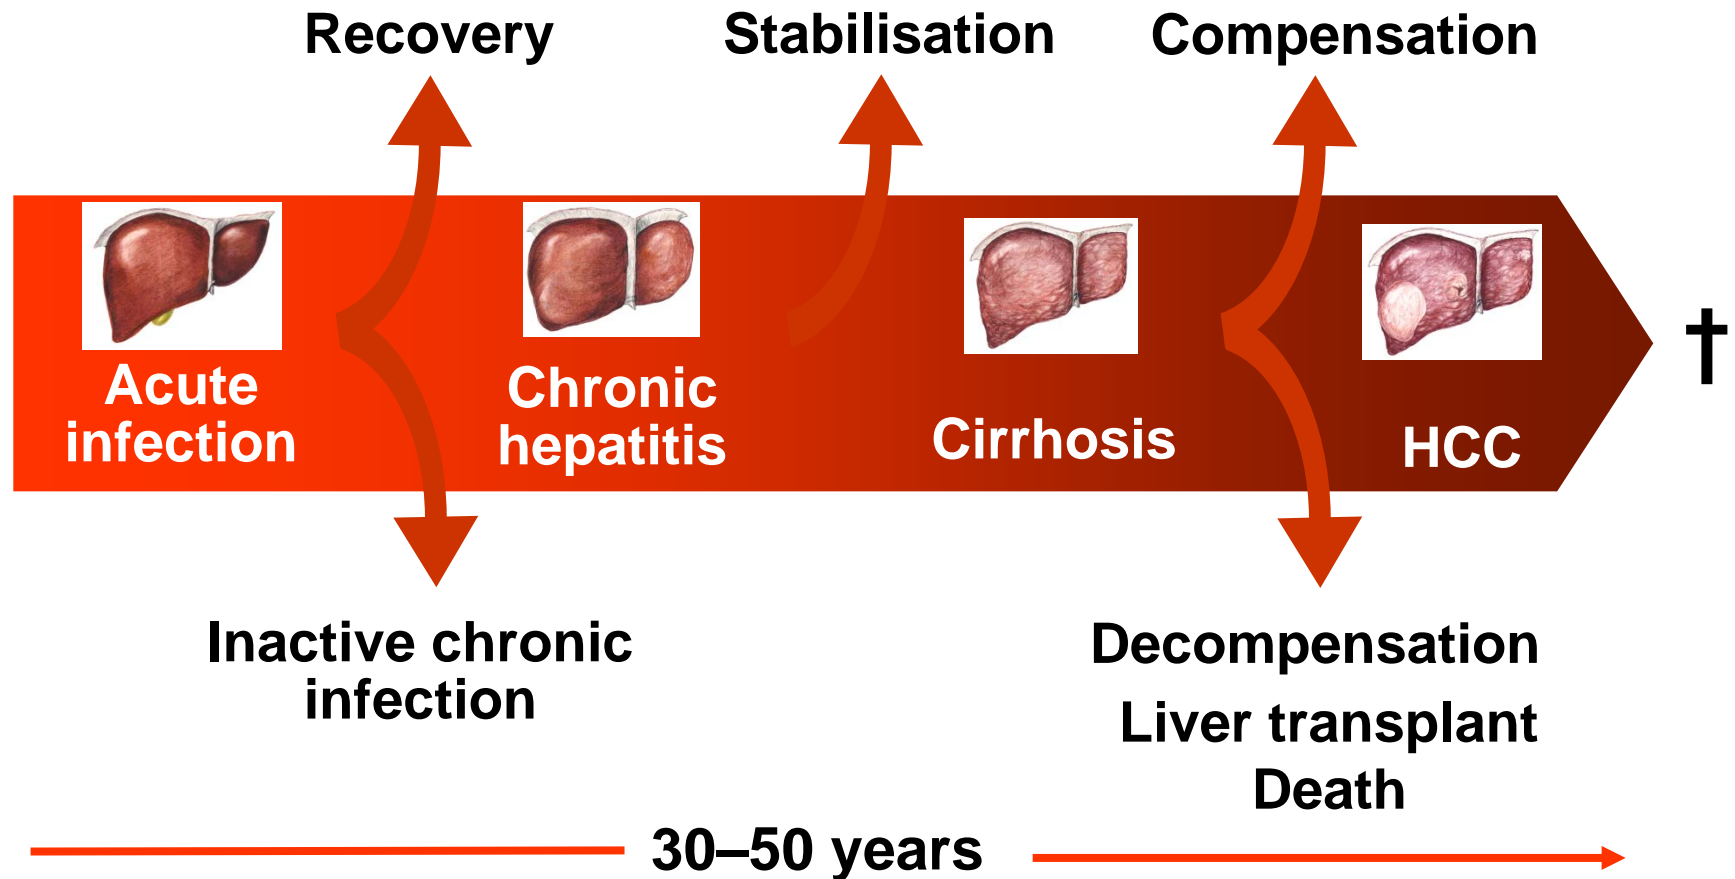 Recovery
Stabilisation
Compensation
Acute
infection
Chronic
hepatitis
Cirrhosis
HCC
†
Inactive chronic
infection
Decompensation
Liver transplant
Death
30–50 years